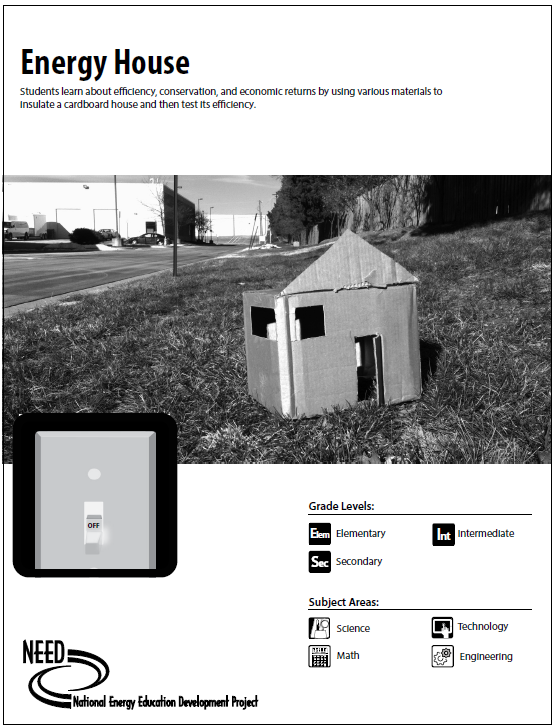 Energy House
Students learn about efficiency, conservation, and economic returns by using various materials to
insulate a cardboard house and then test its efficiency.
OFF
Grade Levels:
Elem Elementary
Int Intermediate
Sec Secondary
Subject Areas:
Science
Technology
Math
Engineering
NEED
National Energy Education Development Project